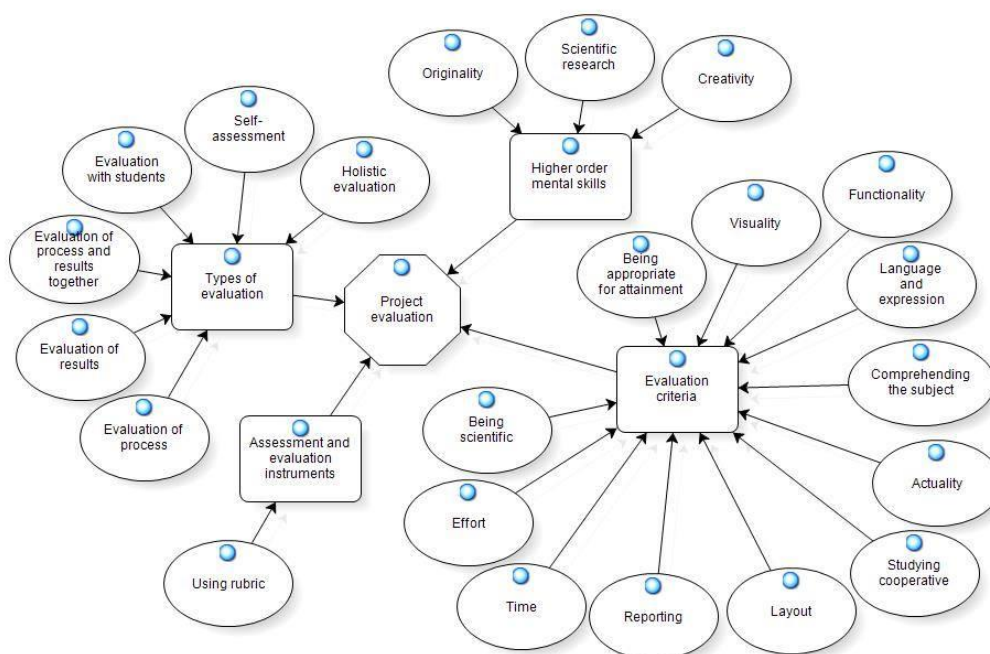 Originality
Scientific
research
Creativity
Self-
assessment
Evaluation
with students
Holistic
evaluation
Higher order
mental skills
Functionality
Visuality
Evaluation of
process and
results
together
Types of
evaluation
Project
evaluation
Being
appropriate
for attainment
Language
and
expression
Evaluation of
results
Evaluation
criteria
Comprehending
the subject
Evaluation of
process
Assessment and
evaluation
instruments
Being
scientific
Actuality
Effort
Studying
cooperative
Using rubric
Time
Reporting
Layout